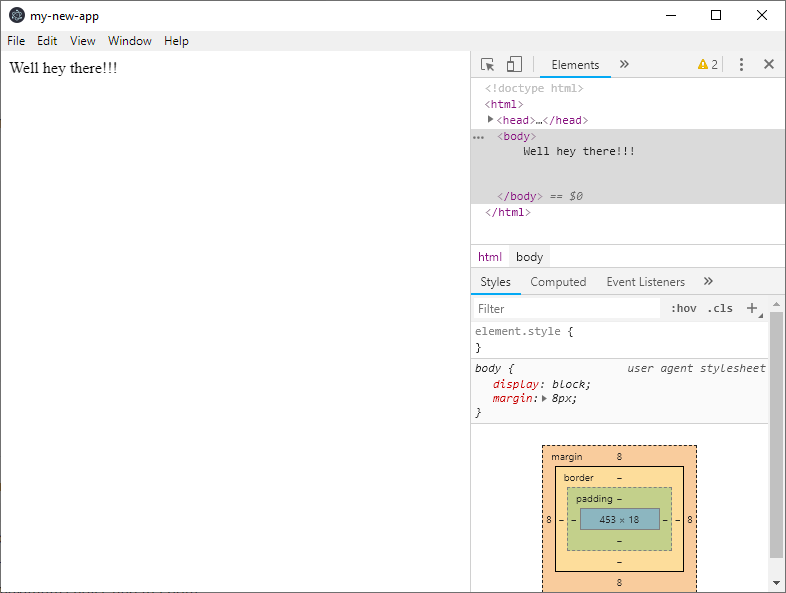 my-new-app
File Edit View Window Help
Well hey there!!!
Elements » 2
<!doctype html>
<html>
<head>…</head>
<body>
Well hey there!!!
</body> == $0
</html>
html body
Styles Computed Event Listeners »
Filter :hov .cls +
element.style {
}
body { user agent stylesheet
display: block;
margin: 8px;
}
margin 8
border –
padding –
8 – – 453 × 18 – – 8
–
–
8